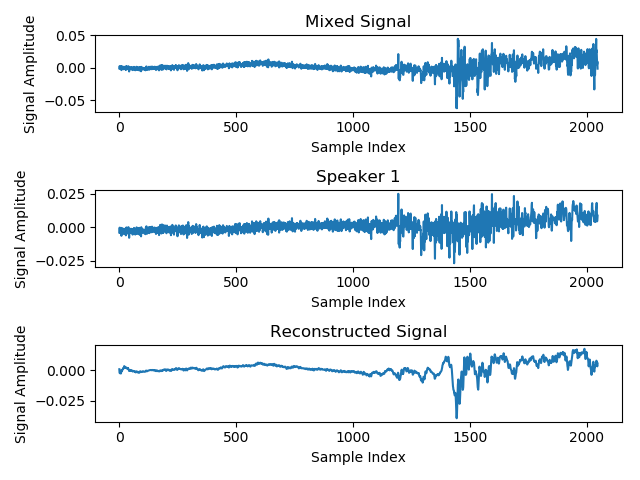 Mixed Signal
Signal Amplitude
0.05
0.00
−0.05
0 500 1000 1500 2000
Sample Index
Speaker 1
Signal Amplitude
0.025
0.000
−0.025
0 500 1000 1500 2000
Sample Index
Reconstructed Signal
Signal Amplitude
0.000
−0.025
0 500 1000 1500 2000
Sample Index